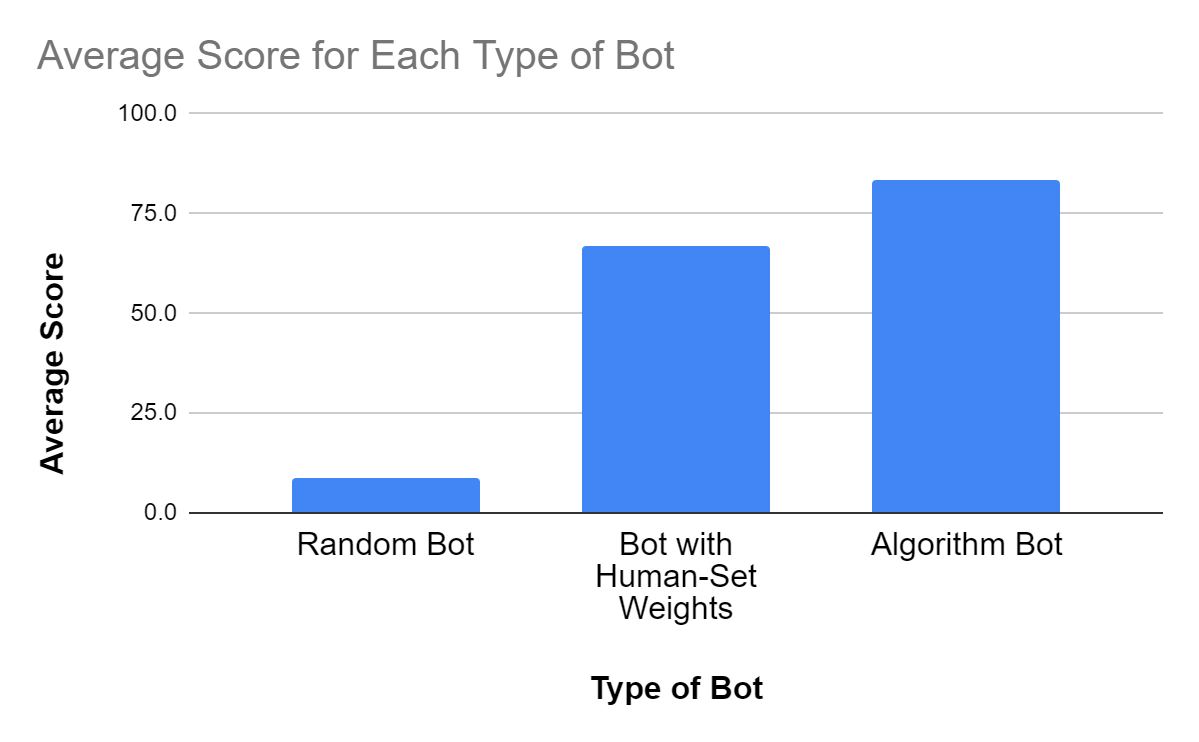 Average Score for Each Type of Bot
100.0
75.0
50.0
25.0
0.0
Average Score
Random Bot
Bot with
Human-Set
Weights
Algorithm Bot
Type of Bot